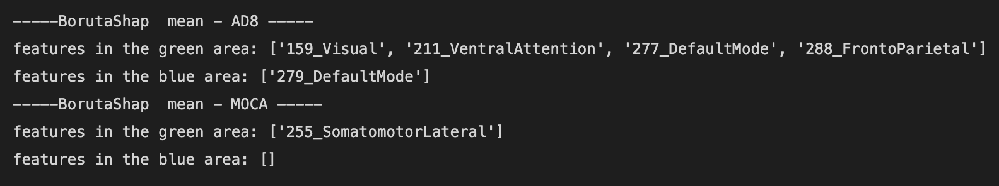 -----BorutaShap  mean - AD8 -----
features in the green area: ['159_Visual', '211_VentralAttention', '277_DefaultMode', '288_FrontoParietal']
features in the blue area: ['279_DefaultMode']
-----BorutaShap  mean - MOCA -----
features in the green area: ['255_SomatomotorLateral']
features in the blue area: []